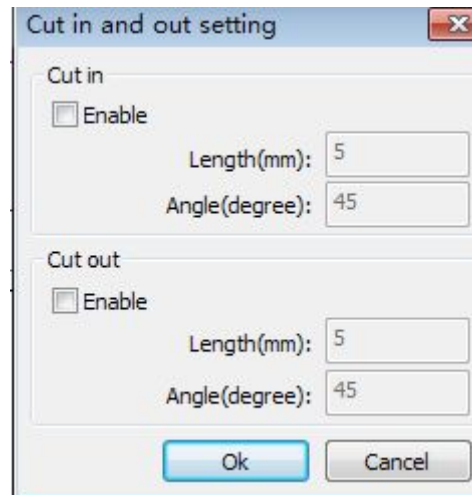 Cut in and out setting
Cut in
Enable
Length(mm): 5
Angle(degree): 45
Cut out
Enable
Length(mm): 5
Angle(degree): 45
Ok Cancel